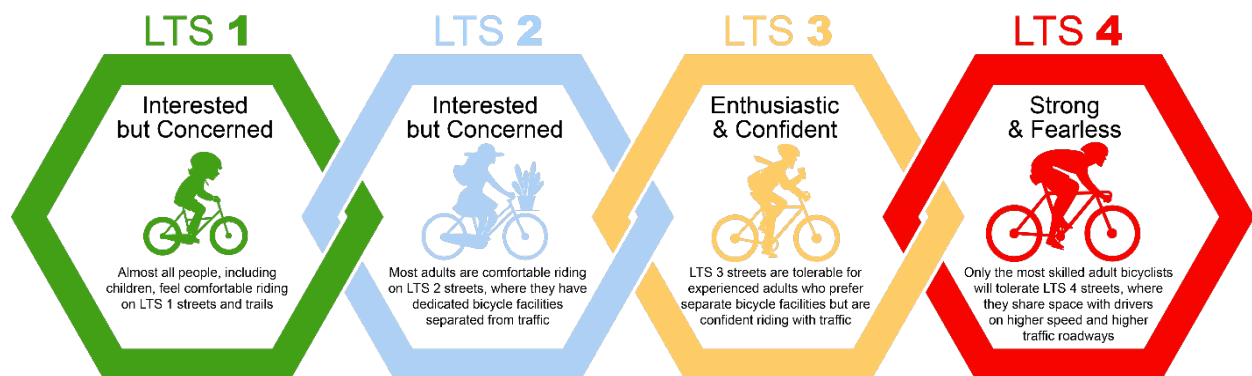 LTS 1
Interested
but Concerned
Almost all people, including
children, feel comfortable riding
on LTS 1 streets and trails
LTS 2
Interested
but Concerned
Most adults are comfortable riding
on LTS 2 streets, where they have
dedicated bicycle facilities
separated from traffic
LTS 3
Enthusiastic
& Confident
LTS 3 streets are tolerable for
experienced adults who prefer
separate bicycle facilities but are
confident riding with traffic
LTS 4
Strong
& Fearless
Only the most skilled adult bicyclists
will tolerate LTS 4 streets, where
they share space with drivers
on higher speed and higher
traffic roadways